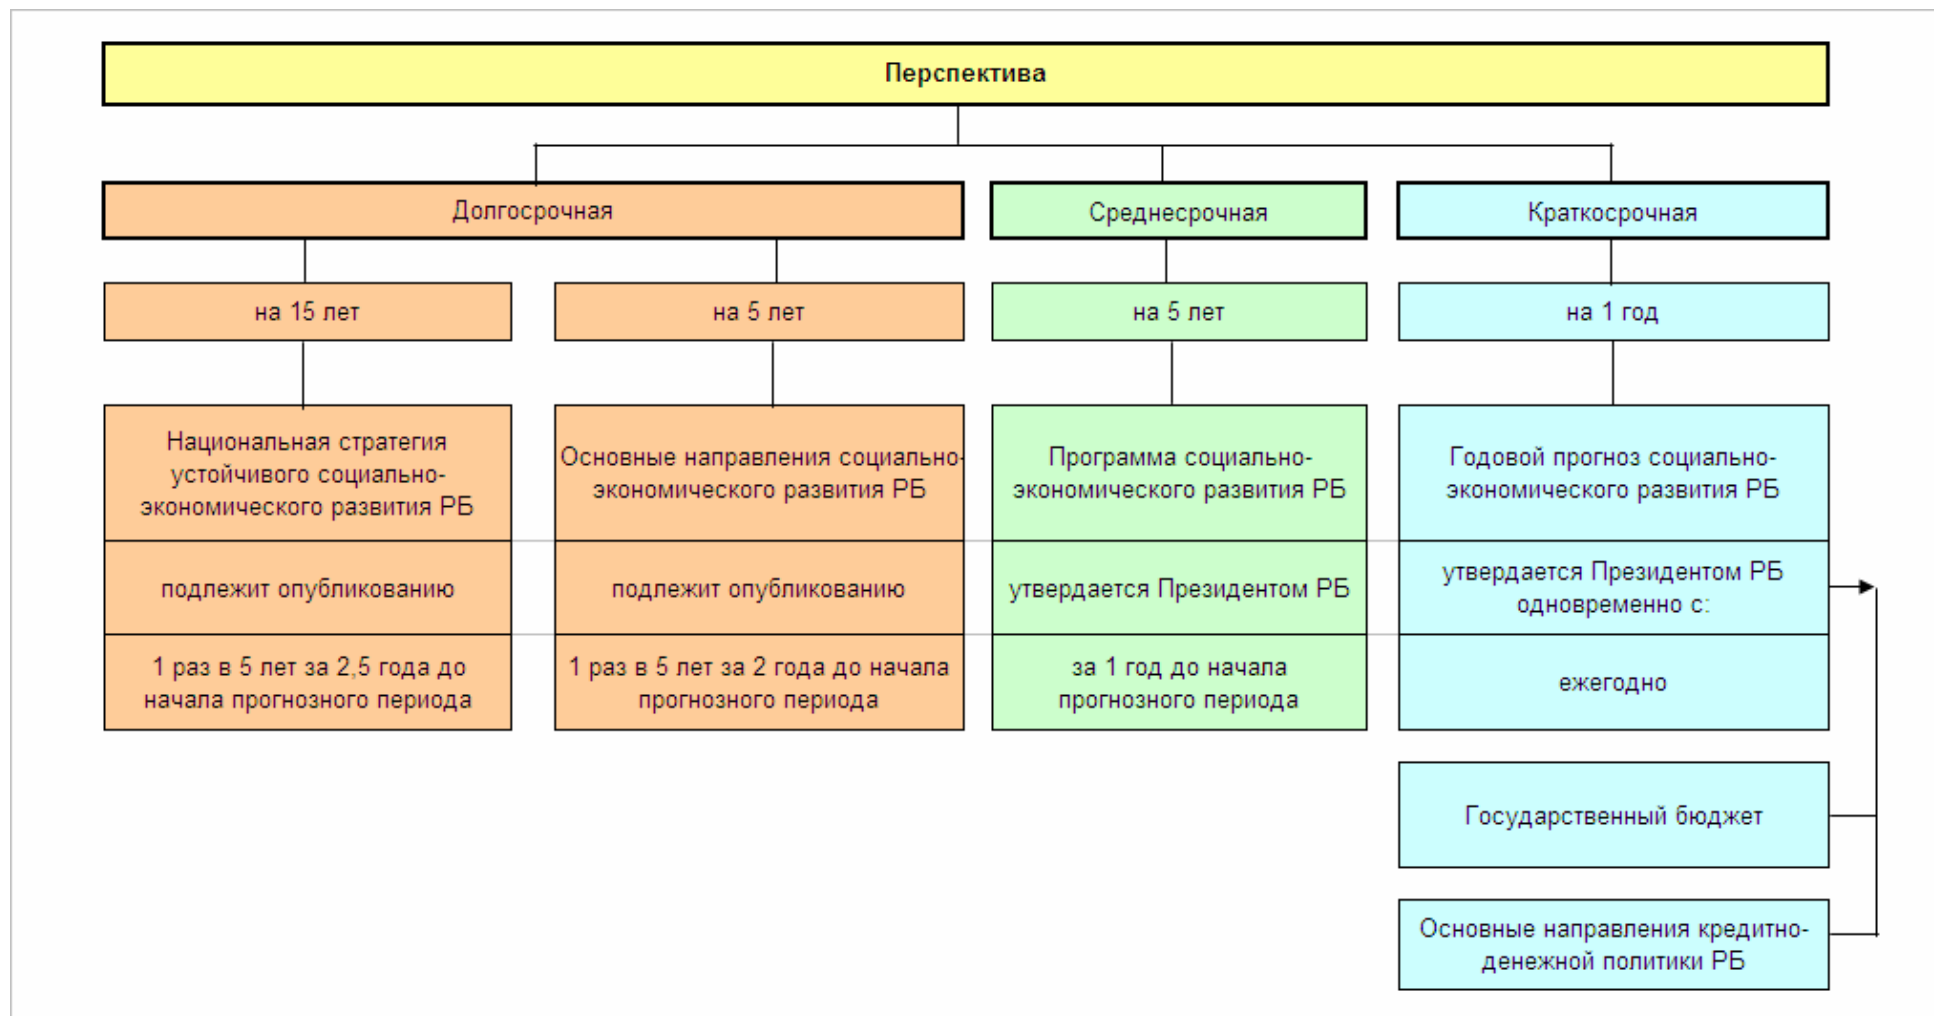 Перспектива
Долгосрочная
Среднесрочная
Краткосрочная
на 15 лет
на 5 лет
на 5 лет
на 1 год
Национальная стратегия
устойчивого социально-
экономического развития РБ
Основные направления социально-
экономического развития РБ
Программа социально-
экономического развития РБ
Годовой прогноз социально-
экономического развития РБ
подлежит опубликованию
подлежит опубликованию
утвердается Президентом РБ
утвердается Президентом РБ
одновременно с:
1 раз в 5 лет за 2,5 года до
начала прогнозного периода
1 раз в 5 лет за 2 года до начала
прогнозного периода
за 1 год до начала
прогнозного периода
ежегодно
Государственный бюджет
Основные направления кредитно-
денежной политики РБ